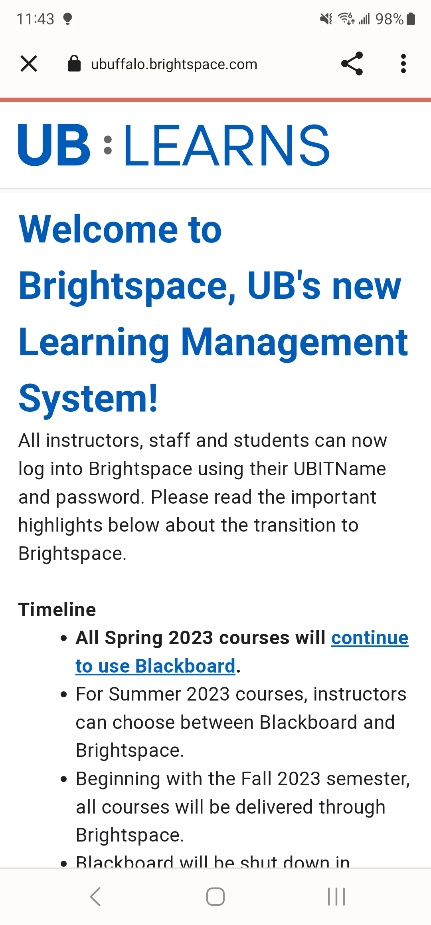 11:43 98%
ubuffalo.brightspace.com
UB : LEARNS
Welcome to
Brightspace, UB's new
Learning Management
System!
All instructors, staff and students can now
log into Brightspace using their UBITName
and password. Please read the important
highlights below about the transition to
Brightspace.
Timeline
• All Spring 2023 courses will continue
to use Blackboard.
• For Summer 2023 courses, instructors
can choose between Blackboard and
Brightspace.
• Beginning with the Fall 2023 semester,
all courses will be delivered through
Brightspace.
• Blackboard will be shut down in